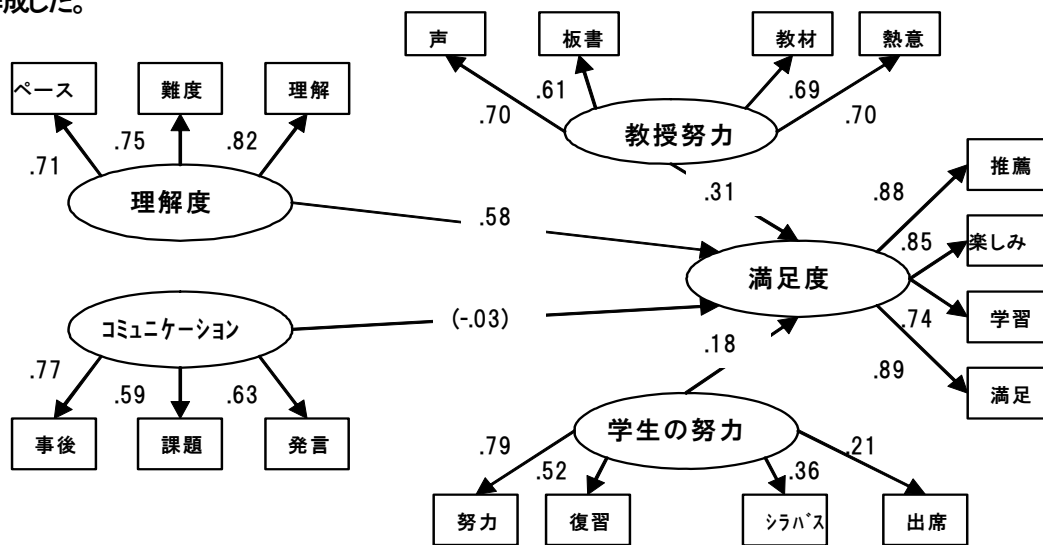 成した。
声 板書 教材 熱意
ペース 難度 理解
.70 .61 .69 .70
.71 .75 .82
教授努力
推薦
理解度
.31 .88
.58
.85 楽しみ
満足度
コミュニケーション
(-.03)
.18
.74 学習
.77 .59 .63
.89 満足
事後 課題 発言
学生の努力
.79 .52 .36 .21
努力 復習 シラバス 出席